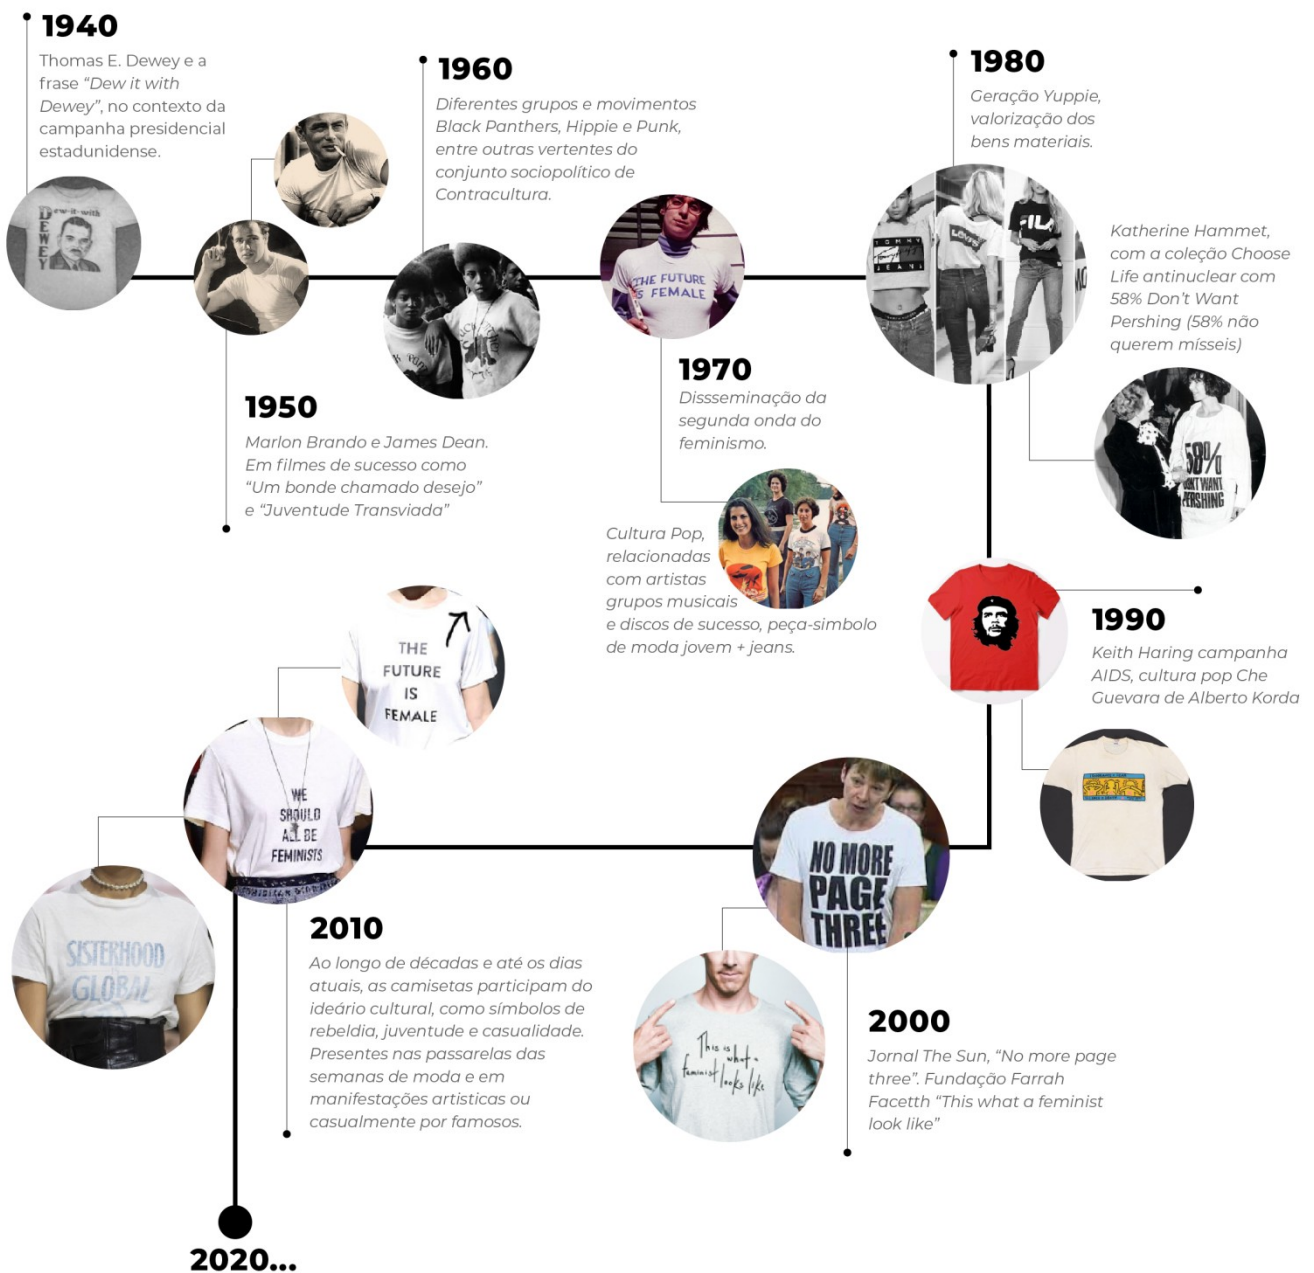 1940
Thomas E. Dewey e a
frase “Dew it with
Dewey”, no contexto da
campanha presidencial
estadunidense.
Dew-it-with
DEWEY
1950
Marlon Brando e James Dean.
Em filmes de sucesso como
“Um bonde chamado desejo”
e “Juventude Transviada”
1960
Diferentes grupos e movimentos
Black Panthers, Hippie e Punk,
entre outras vertentes do
conjunto sociopolítico de
Contracultura.
THE FUTURE
IS FEMALE
1970
Dissseminação da
segunda onda do
feminismo.
Cultura Pop,
relacionadas
com artistas
grupos musicais
e discos de sucesso, peça-simbolo
de moda jovem + jeans.
1980
Geração Yuppie,
valorização dos
bens materiais.
TOMMY
JEANS
Levi's
FILA
Katherine Hammet,
com a coleção Choose
Life antinuclear com
58% Don’t Want
Pershing (58% não
querem mísseis)
58%
DON'T WANT
PERSHING
1990
Keith Haring campanha
AIDS, cultura pop Che
Guevara de Alberto Korda
NO MORE
PAGE
THREE
2000
Jornal The Sun, “No more page
three”. Fundação Farrah
Facetth “This what a feminist
look like”
This is
what a
feminist looks like
THE
FUTURE
IS
FEMALE
WE
SHOULD
ALL BE
FEMINISTS
SISTERHOOD
GLOBAL
2010
Ao longo de décadas e até os dias
atuais, as camisetas participam do
ideário cultural, como símbolos de
rebeldia, juventude e casualidade.
Presentes nas passarelas das
semanas de moda e em
manifestações artisticas ou
casualmente por famosos.
2020...